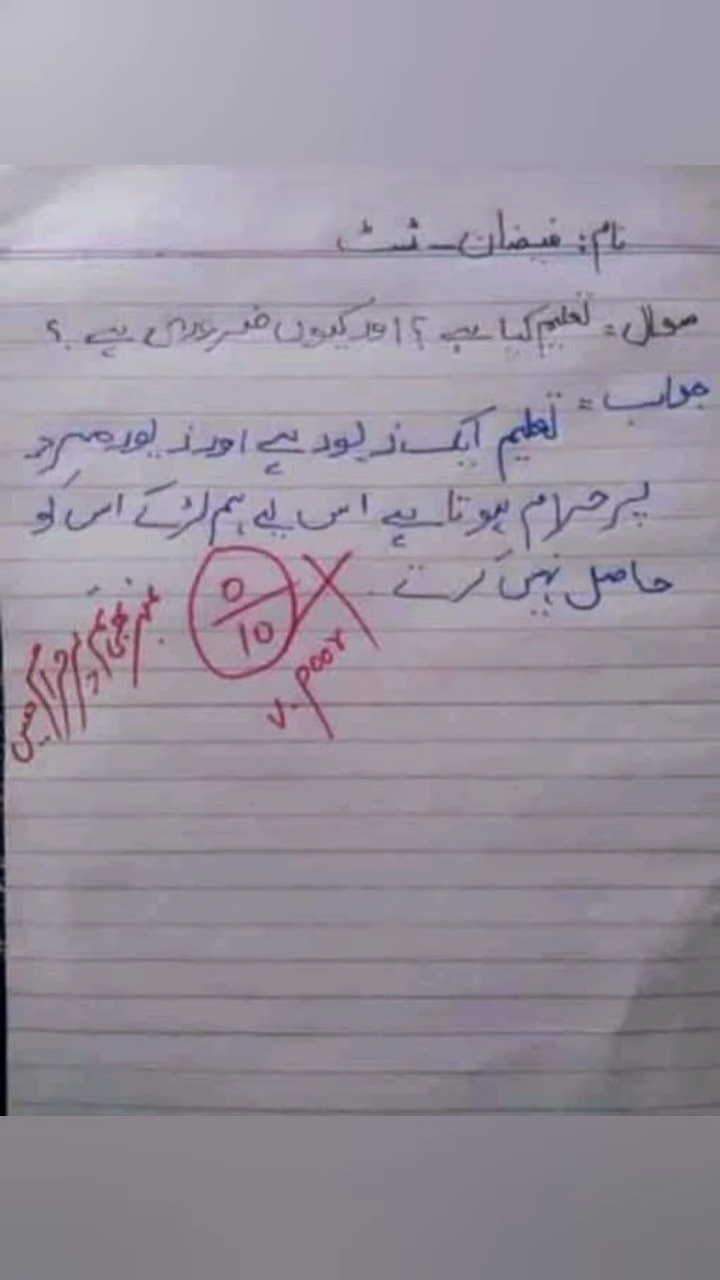 نام: فیضان - ٹسٹ
سوال = تعلیم کیا ہے؟ اور کیوں ضروری ہے؟
جواب = تعلیم ایک زیور ہے اور زیور مرد
پر حرام ہوتا ہے اس لیے ہم لڑکے اس کو
حاصل نہیں کرتے
0/10
v.poor